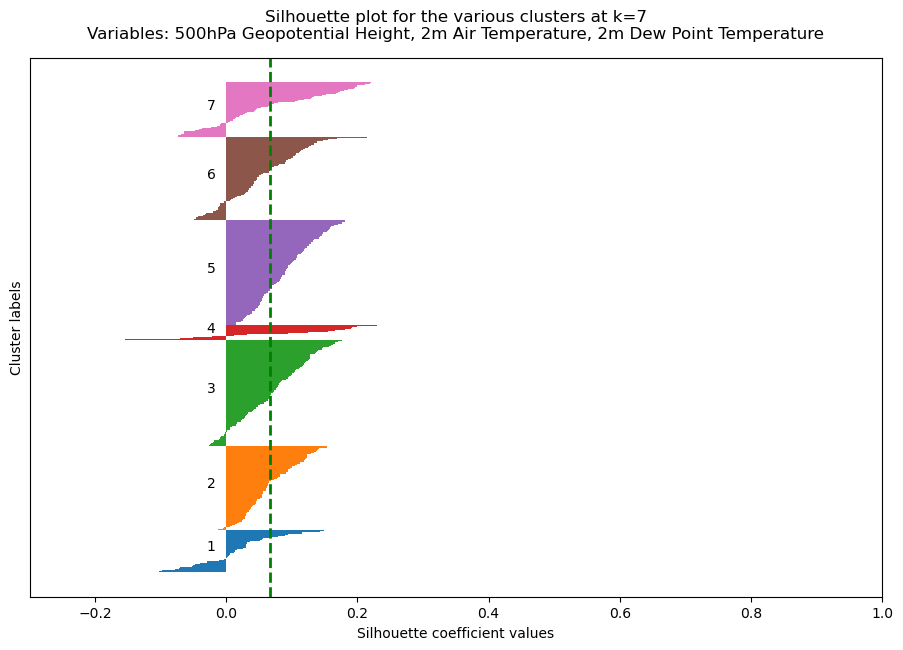 Silhouette plot for the various clusters at k=7
Variables: 500hPa Geopotential Height, 2m Air Temperature, 2m Dew Point Temperature
Cluster labels
7
6
5
4
3
2
1
−0.2 0.0 0.2 0.4 0.6 0.8 1.0
Silhouette coefficient values